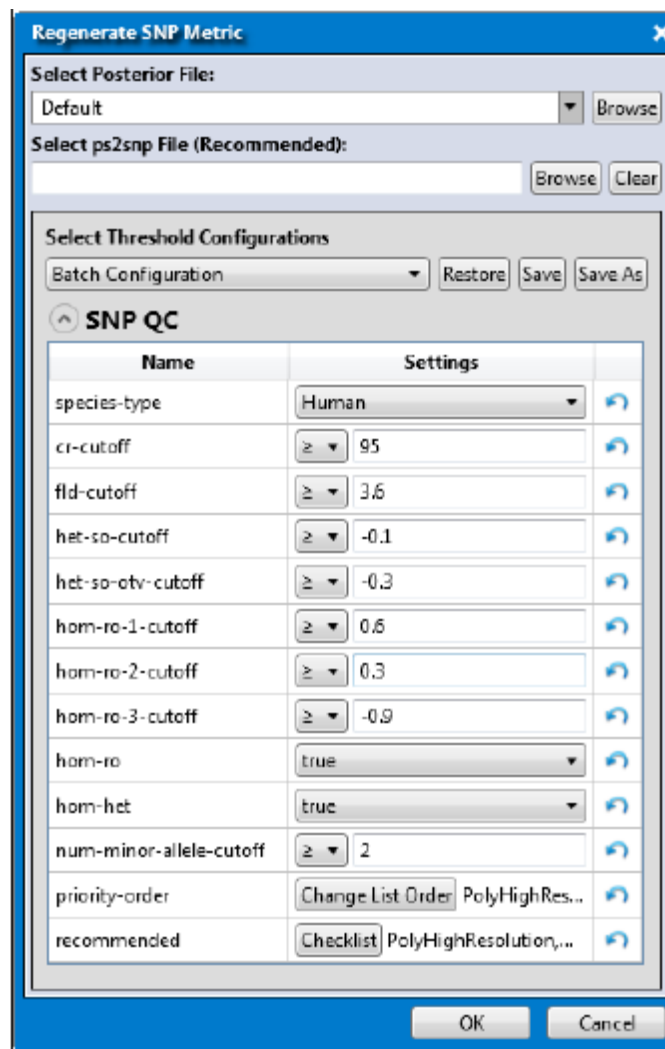 Regenerate SNP Metric
Select Posterior File:
Default Browse
Select ps2snp File (Recommended):
Browse Clear
Select Threshold Configurations
Batch Configuration Restore Save Save As
SNP QC
Name Settings
species-type Human
cr-cutoff ≥ 95
fld-cutoff ≥ 3.6
het-so-cutoff ≥ -0.1
het-so-otv-cutoff ≥ -0.3
hom-ro-1-cutoff ≥ 0.6
hom-ro-2-cutoff ≥ 0.3
hom-ro-3-cutoff ≥ -0.9
hom-ro true
hom-het true
num-minor-allele-cutoff ≥ 2
priority-order Change List Order PolyHighRes...
recommended Checklist PolyHighResolution,...
OK Cancel